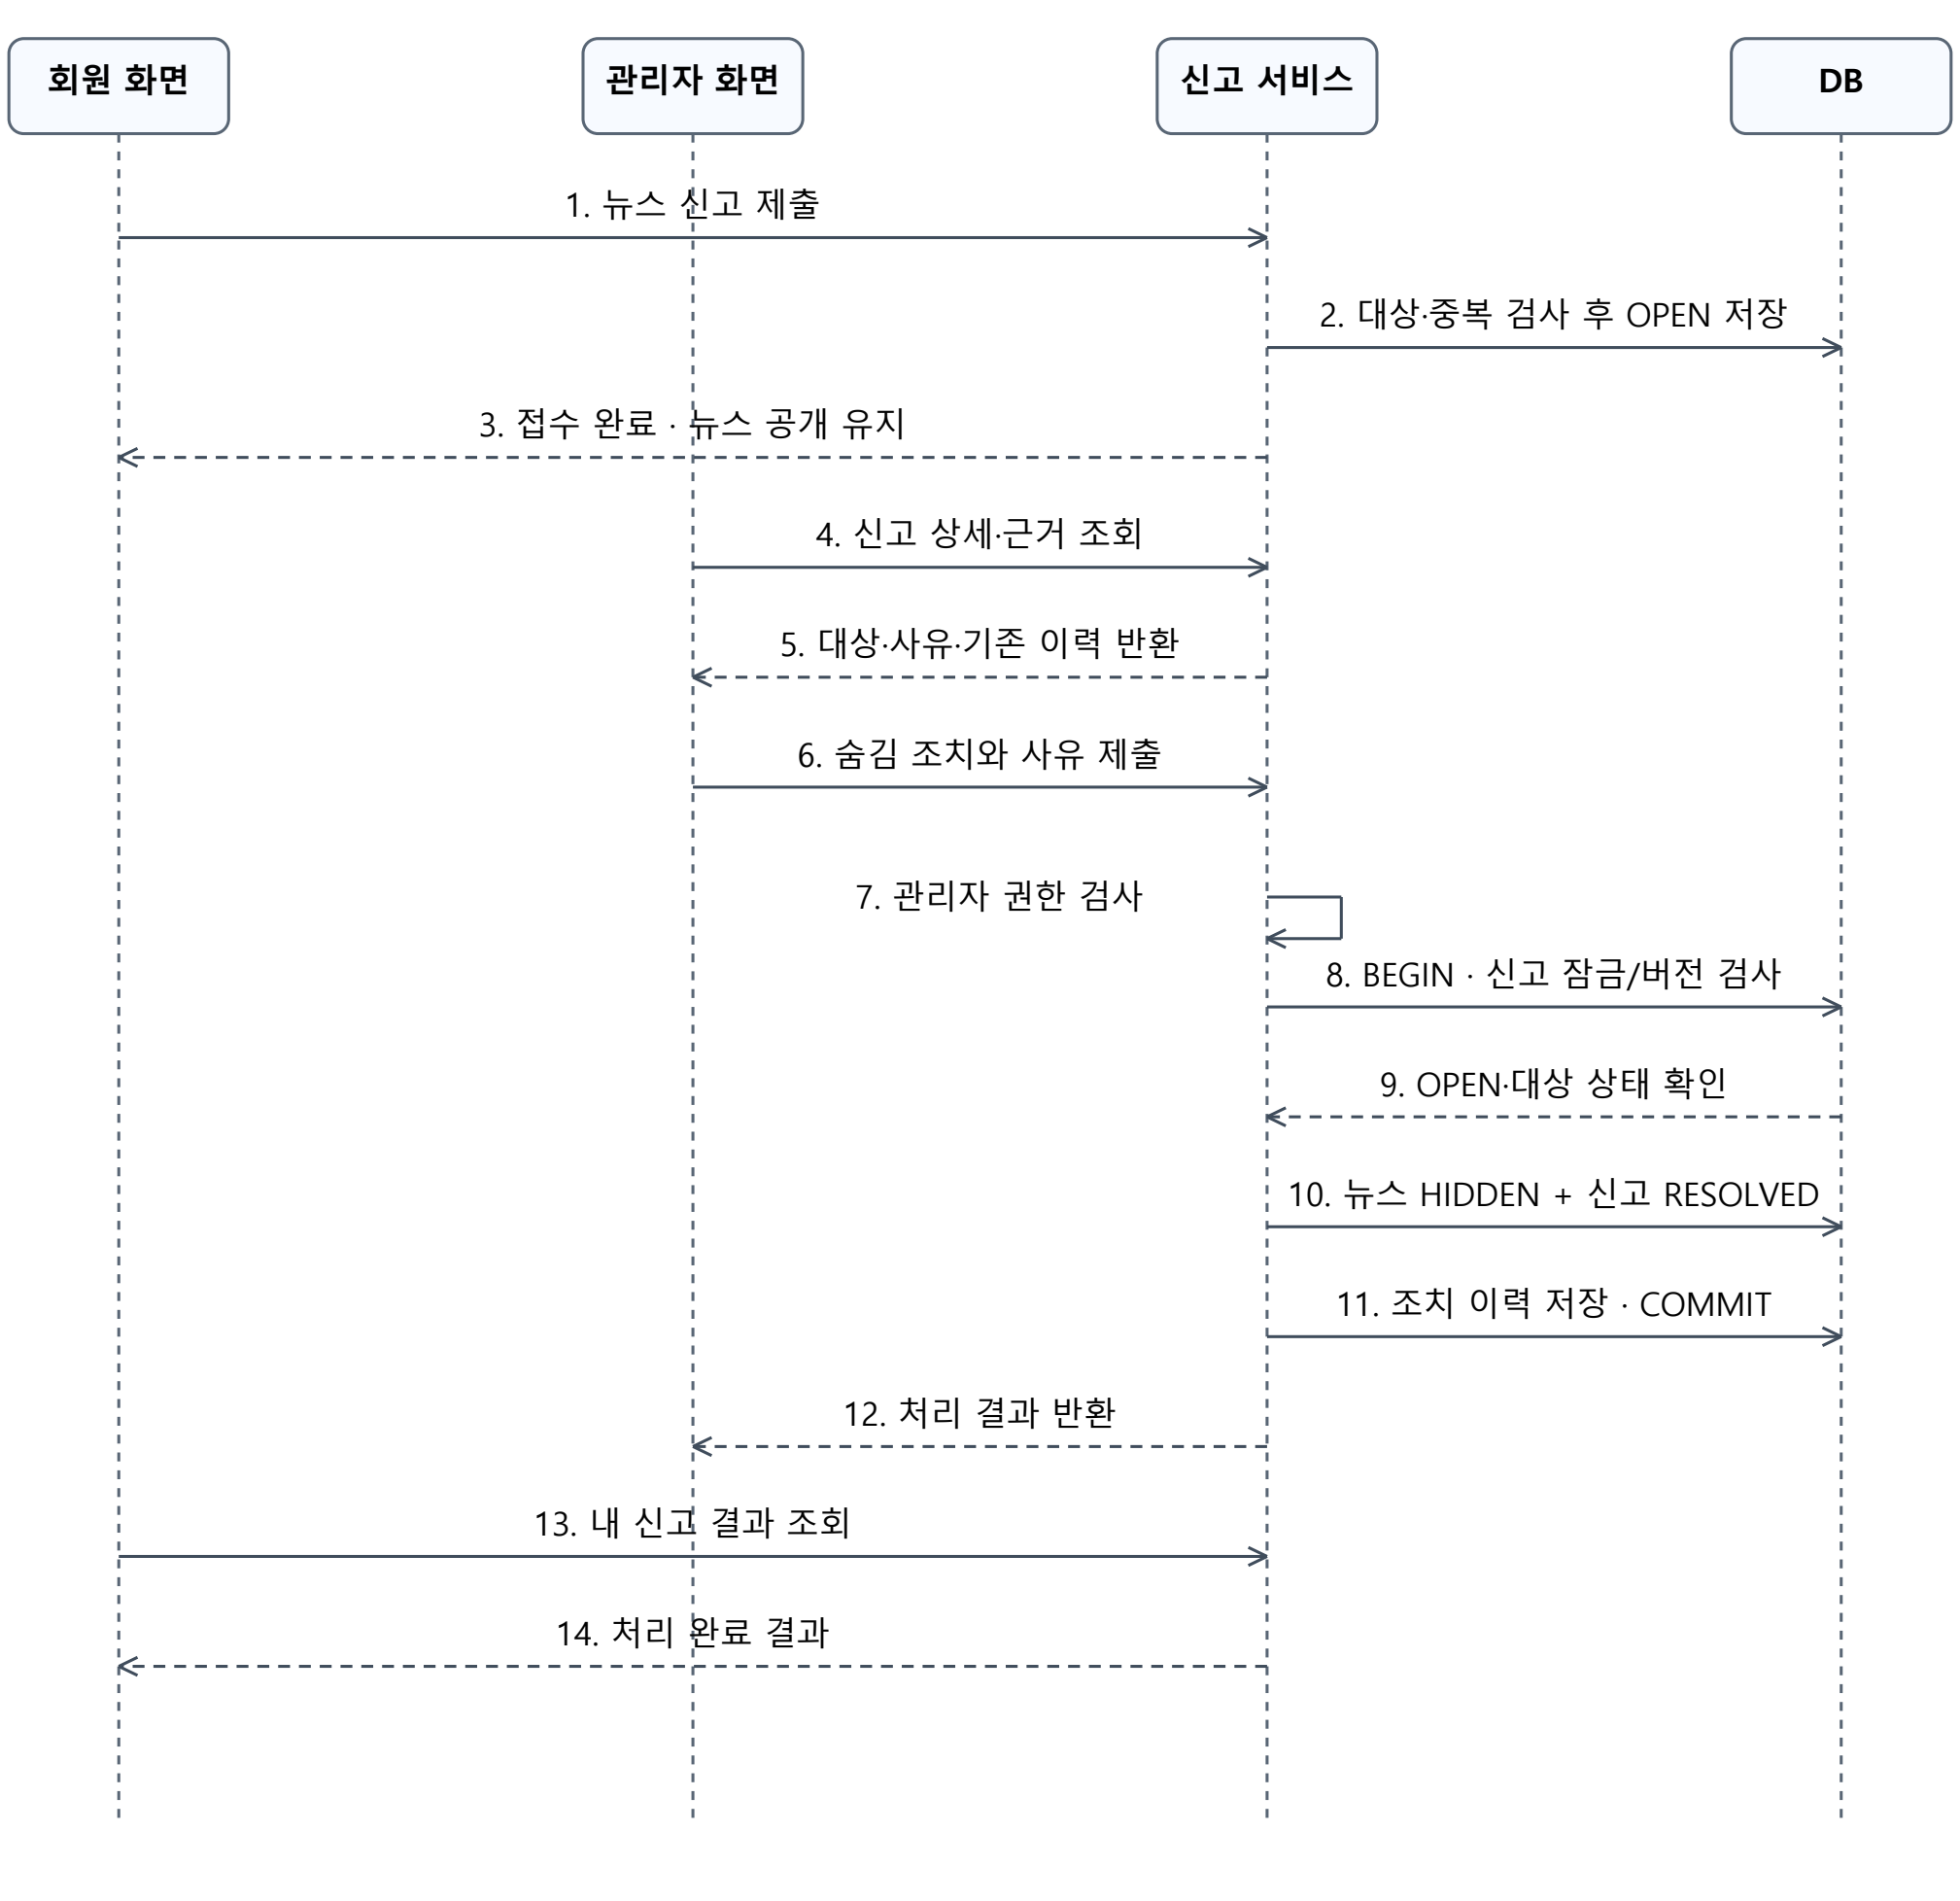 회원 화면
관리자 화면
신고 서비스
DB
1. 뉴스 신고 제출
2. 대상·중복 검사 후 OPEN 저장
3. 접수 완료 · 뉴스 공개 유지
4. 신고 상세·근거 조회
5. 대상·사유·기존 이력 반환
6. 숨김 조치와 사유 제출
7. 관리자 권한 검사
8. BEGIN · 신고 잠금/버전 검사
9. OPEN·대상 상태 확인
10. 뉴스 HIDDEN + 신고 RESOLVED
11. 조치 이력 저장 · COMMIT
12. 처리 결과 반환
13. 내 신고 결과 조회
14. 처리 완료 결과